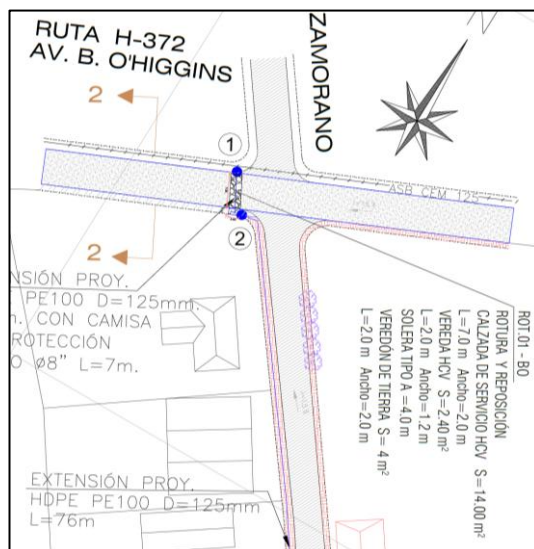 RUTA H-372
AV. B. O'HIGGINS
ZAMORANO
2
2
1
2
ASB CEM 125
PROY.
PE100 D=125mm,
CON CAMISA
Ø8" L=7m.
EXTENSIÓN PROY.
HDPE PE100 D=125mm
L=76m
ROT.01 - BO
ROTURA Y REPOSICIÓN
CALZADA DE SERVICIO HCV S=14.00 m²
L=7.0 m Ancho=2.0 m
VEREDA HCV S=2.40 m²
L=2.0 m Ancho=1.2 m
SOLERA TIPO A =4.0 m
VEREDON DE TIERRA S= 4 m²
L=2.0 m Ancho=2.0 m